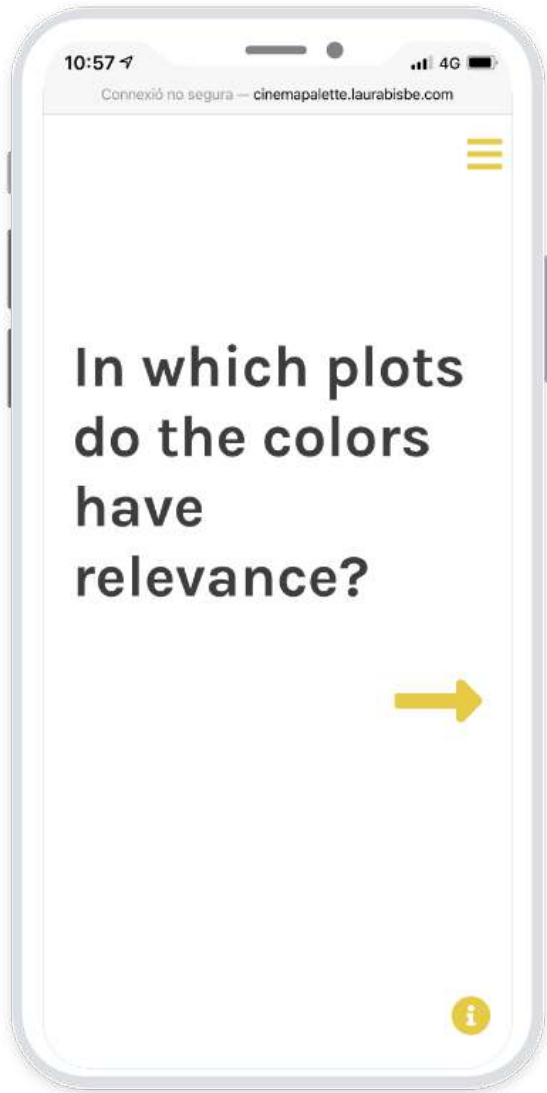 10:57
4G
Connexió no segura — cinemapalette.laurabisbe.com
In which plots
do the colors
have
relevance?
i